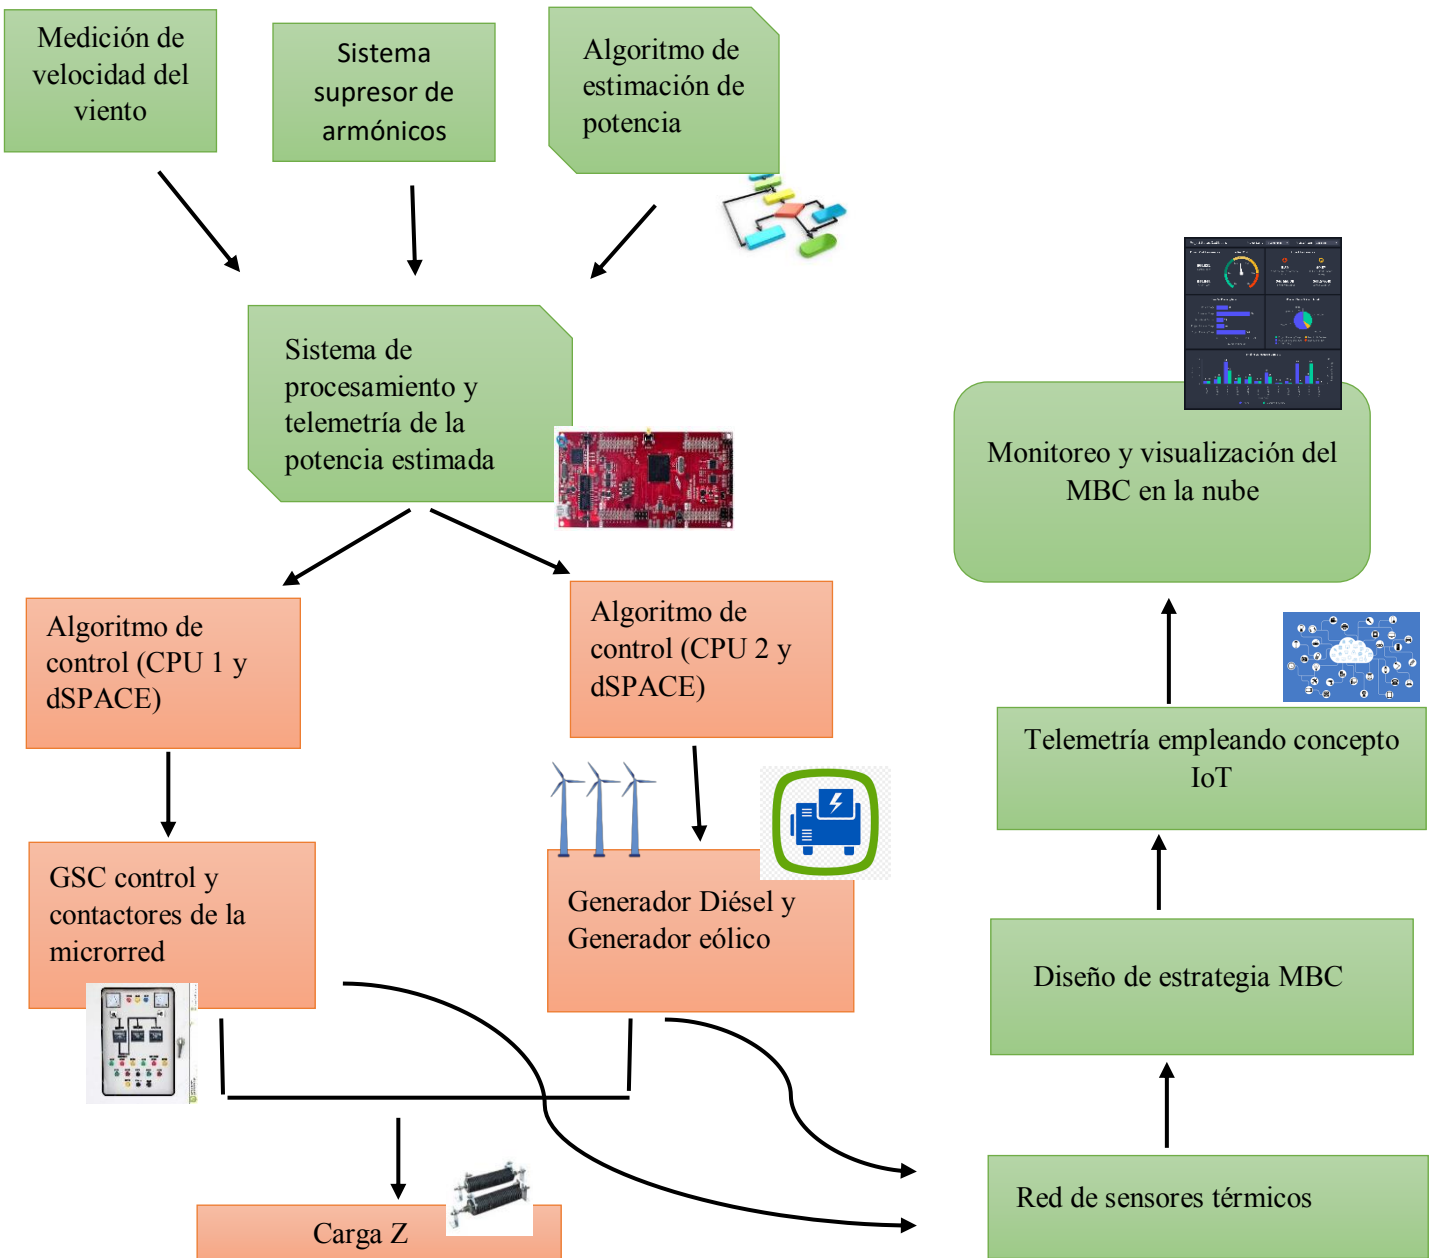 Medición de
velocidad del
viento
Sistema
supresor de
armónicos
Algoritmo de
estimación de
potencia
Sistema de
procesamiento y
telemetría de la
potencia estimada
Algoritmo de
control (CPU 1 y
dSPACE)
Algoritmo de
control (CPU 2 y
dSPACE)
GSC control y
contactores de la
microrred
Generador Diésel y
Generador eólico
Carga Z
Monitoreo y visualización del
MBC en la nube
Telemetría empleando concepto
IoT
Diseño de estrategia MBC
Red de sensores térmicos